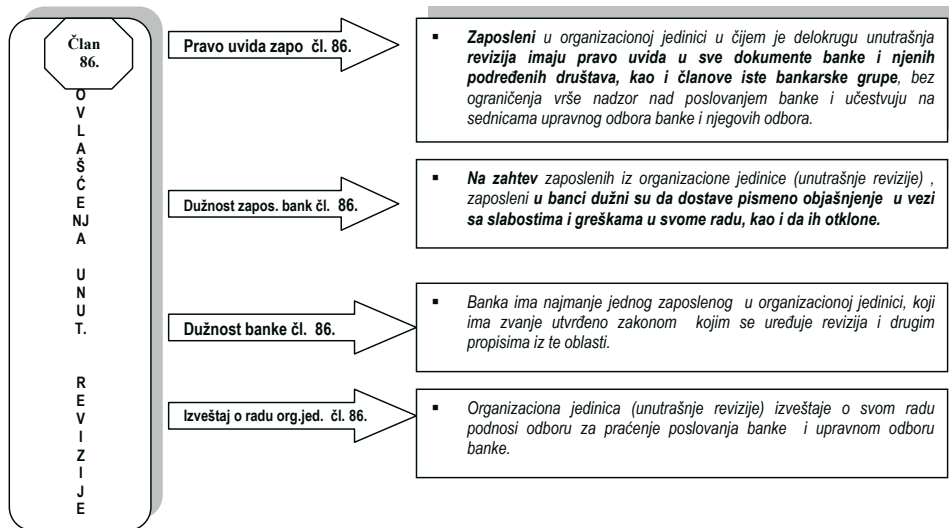 Član
86.
O
V
L
A
Š
Ć
E
NJ
A
U
N
U
T.
R
E
V
I
Z
I
J
E
Pravo uvida zapo čl. 86.
▪ Zaposleni u organizacionoj jedinici u čijem je delokrugu unutrašnja
revizija imaju pravo uvida u sve dokumente banke i njenih
podređenih društava, kao i članove iste bankarske grupe, bez
ograničenja vrše nadzor nad poslovanjem banke i učestvuju na
sednicama upravnog odbora banke i njegovih odbora.
Dužnost zapos. bank čl. 86.
▪ Na zahtev zaposlenih iz organizacione jedinice (unutrašnje revizije) ,
zaposleni u banci dužni su da dostave pismeno objašnjenje u vezi
sa slabostima i greškama u svome radu, kao i da ih otklone.
Dužnost banke čl. 86.
▪ Banka ima najmanje jednog zaposlenog u organizacionoj jedinici, koji
ima zvanje utvrđeno zakonom kojim se uređuje revizija i drugim
propisima iz te oblasti.
Izveštaj o radu org.jed. čl. 86.
▪ Organizaciona jedinica (unutrašnje revizije) izveštaje o svom radu
podnosi odboru za praćenje poslovanja banke i upravnom odboru
banke.